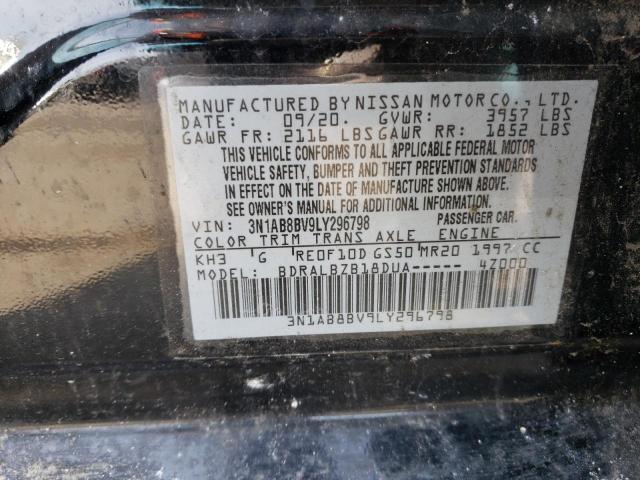 MANUFACTURED BY NISSAN MOTOR CO., LTD.
DATE: 09/20. GVWR: 3957 LBS
GAWR FR: 2116 LBS GAWR RR: 1852 LBS
THIS VEHICLE CONFORMS TO ALL APPLICABLE FEDERAL MOTOR
VEHICLE SAFETY, BUMPER AND THEFT PREVENTION STANDARDS
IN EFFECT ON THE DATE OF MANUFACTURE SHOWN ABOVE.
SEE OWNER'S MANUAL FOR ADDITIONAL INFORMATION.
VIN: 3N1AB8BV9LY296798 PASSENGER CAR.
COLOR TRIM TRANS AXLE ENGINE
KH3 G RE0F10D GS50 MR20 1997 CC
BDRALBZB18DUA----- 4Z000
3N1AB8BV9LY296798